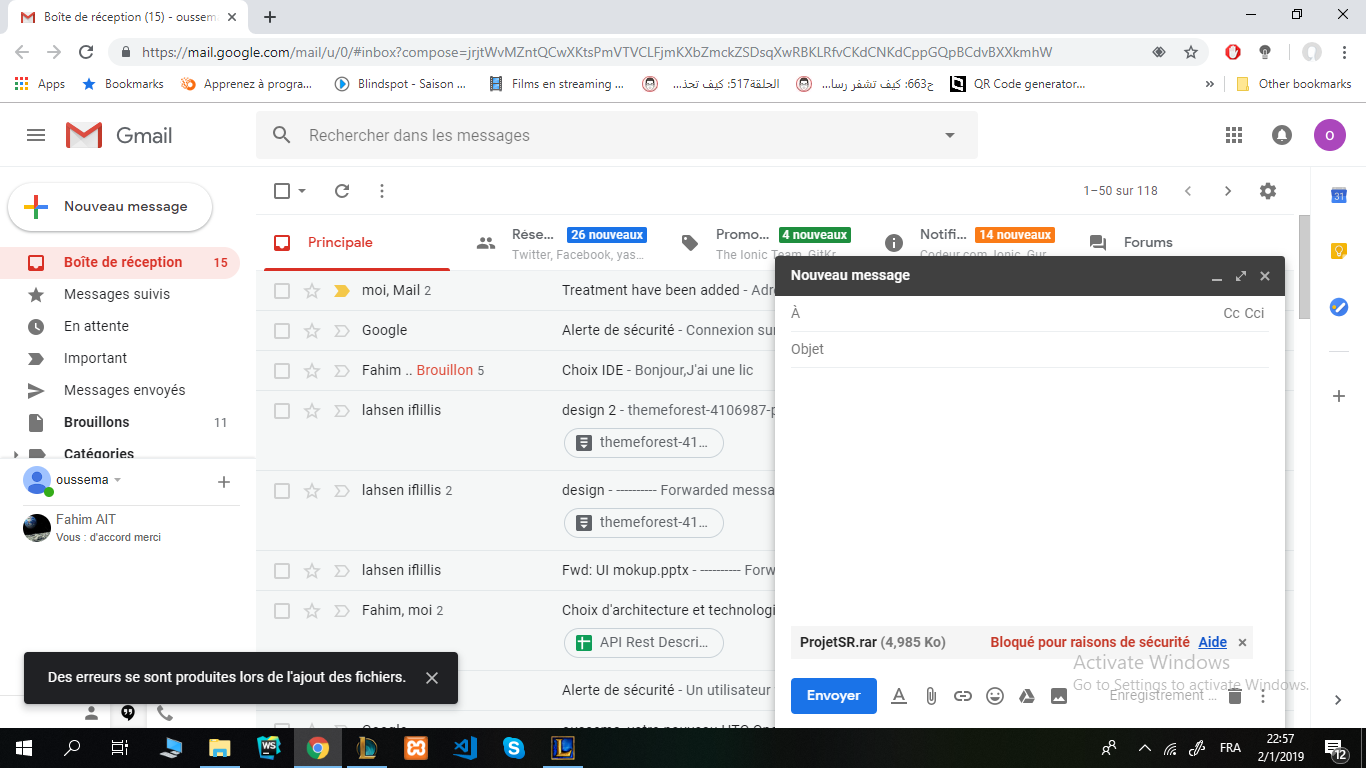 Boîte de réception (15) - oussem
https://mail.google.com/mail/u/0/#inbox?compose=jrjtWvMZntQCwXKtsPmVTVCLFjmKXbZmckZSDsqXwRBKLRfvCKdCNKdCppGQpBCdvBXXkmhW
Apps Bookmarks Apprenez à progra... Blindspot - Saison ... Films en streaming ... الحلقة517: كيف تحذ... ح663: كيف تشفر رسا... QR Code generator... » Other bookmarks
Gmail Rechercher dans les messages O
Nouveau message
1–50 sur 118
31
Principale
Rése... 26 nouveaux
Twitter, Facebook, yas...
Promo... 4 nouveaux
The Ionic Team, GitKr
Notifi... 14 nouveaux
Codeur.com, Ionic, Gur
Forums
Boîte de réception 15
Messages suivis
En attente
Important
Messages envoyés
Brouillons 11
Catégories
oussema
Fahim AIT
Vous : d'accord merci
moi, Mail 2 Treatment have been added - Adre
Google Alerte de sécurité - Connexion sur
Fahim .. Brouillon 5 Choix IDE - Bonjour,J'ai une lic
lahsen iflillis design 2 - themeforest-4106987-p
themeforest-41...
lahsen iflillis 2 design - ---------- Forwarded messa
themeforest-41...
lahsen iflillis Fwd: UI mokup.pptx - ---------- Forw
Fahim, moi 2 Choix d'architecture et technologi
API Rest Descri...
Alerte de sécurité - Un utilisateur
Google
Nouveau message
À Cc Cci
Objet
ProjetSR.rar (4,985 Ko) Bloqué pour raisons de sécurité Aide
Envoyer
Enregistrement ...
Activate Windows
Go to Settings to activate Windows.
Des erreurs se sont produites lors de l'ajout des fichiers.
WS
FRA
22:57
2/1/2019
12